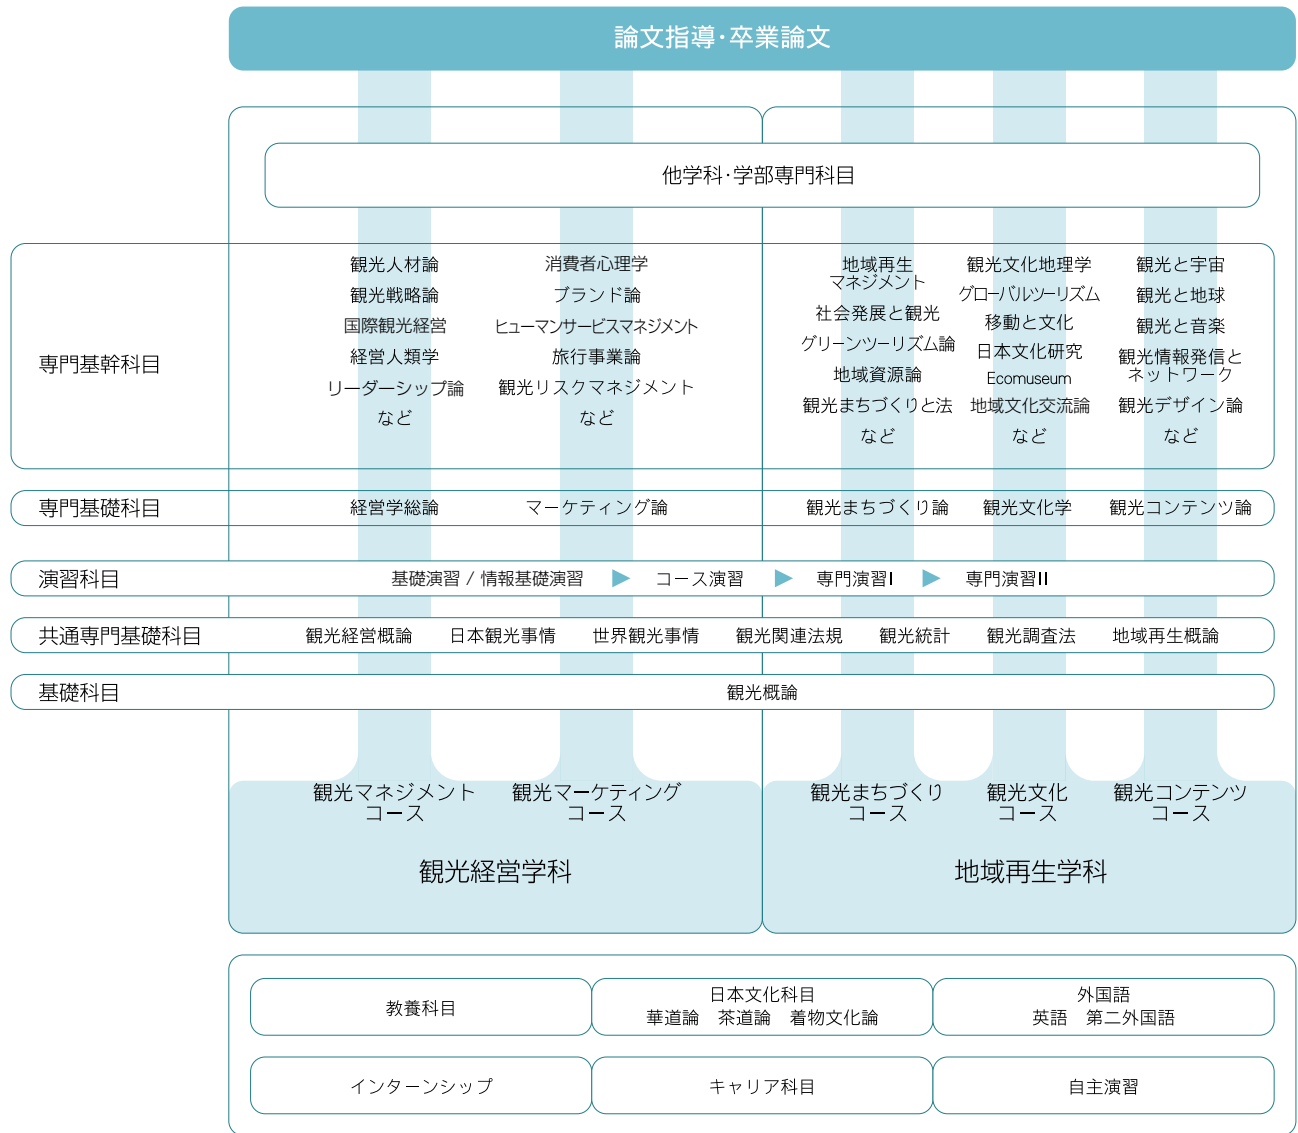 論文指導・卒業論文
他学科・学部専門科目
専門基幹科目
観光人材論
観光戦略論
国際観光経営
経営人類学
リーダーシップ論
など
消費者心理学
ブランド論
ヒューマンサービスマネジメント
旅行事業論
観光リスクマネジメント
など
地域再生
マネジメント
社会発展と観光
グリーンツーリズム論
地域資源論
観光まちづくりと法
など
観光文化地理学
グローバルツーリズム
移動と文化
日本文化研究
Ecomuseum
地域文化交流論
など
観光と宇宙
観光と地球
観光と音楽
観光情報発信と
ネットワーク
観光デザイン論
など
専門基礎科目 経営学総論 マーケティング論 観光まちづくり論 観光文化学 観光コンテンツ論
演習科目 基礎演習 / 情報基礎演習 ▶ コース演習 ▶ 専門演習I ▶ 専門演習II
共通専門基礎科目 観光経営概論 日本観光事情 世界観光事情 観光関連法規 観光統計 観光調査法 地域再生概論
基礎科目 観光概論
観光マネジメント
コース
観光マーケティング
コース
観光まちづくり
コース
観光文化
コース
観光コンテンツ
コース
観光経営学科
地域再生学科
教養科目
日本文化科目
華道論 茶道論 着物文化論
外国語
英語 第二外国語
インターンシップ
キャリア科目
自主演習